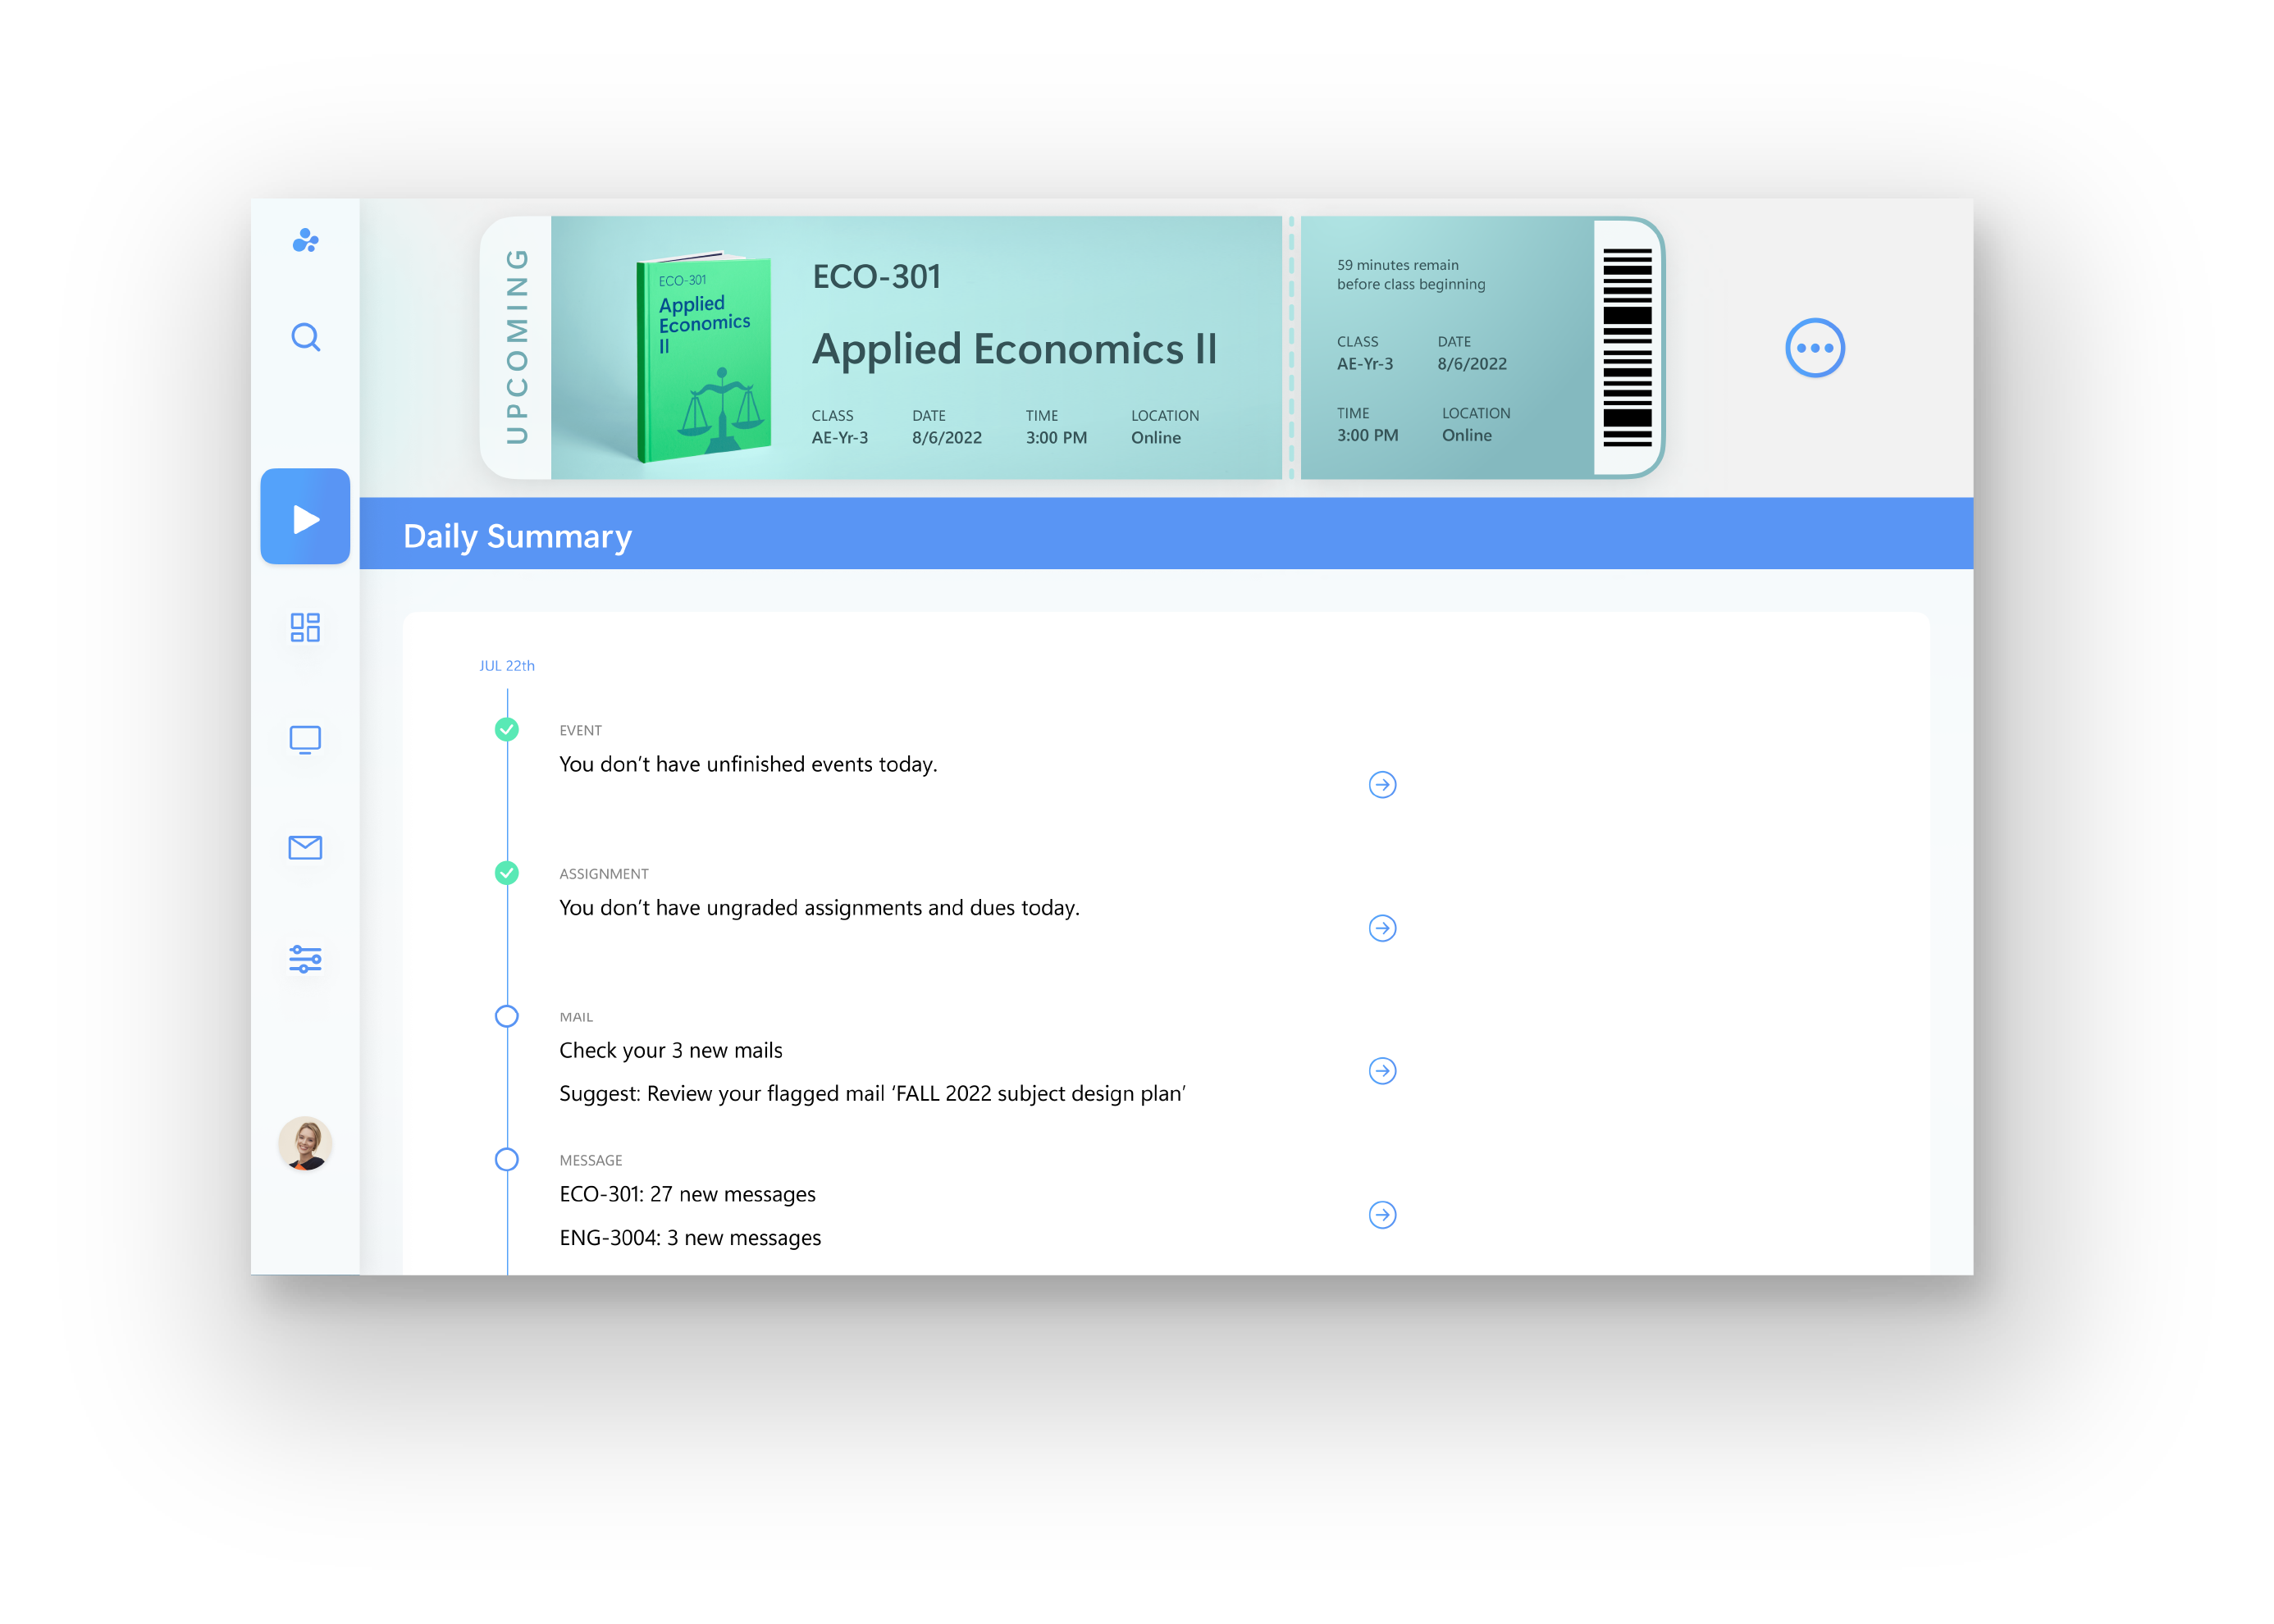 UPCOMING
ECO-301
Applied
Economics
II
ECO-301
Applied Economics II
CLASS DATE TIME LOCATION
AE-Yr-3 8/6/2022 3:00 PM Online
59 minutes remain
before class beginning
CLASS DATE
AE-Yr-3 8/6/2022
TIME LOCATION
3:00 PM Online
Daily Summary
JUL 22th
EVENT
You don’t have unfinished events today.
ASSIGNMENT
You don’t have ungraded assignments and dues today.
MAIL
Check your 3 new mails
Suggest: Review your flagged mail ‘FALL 2022 subject design plan’
MESSAGE
ECO-301: 27 new messages
ENG-3004: 3 new messages